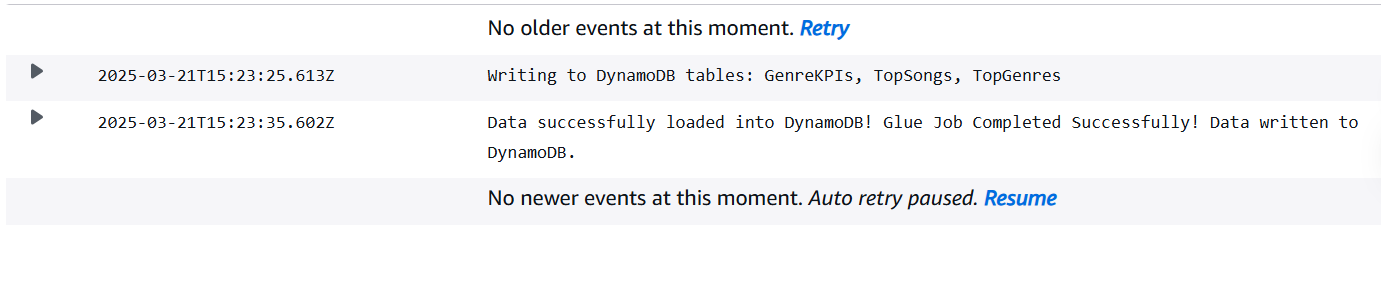 No older events at this moment. Retry
2025-03-21T15:23:25.613Z Writing to DynamoDB tables: GenreKPIs, TopSongs, TopGenres
2025-03-21T15:23:35.602Z Data successfully loaded into DynamoDB! Glue Job Completed Successfully! Data written to
DynamoDB.
No newer events at this moment. Auto retry paused. Resume